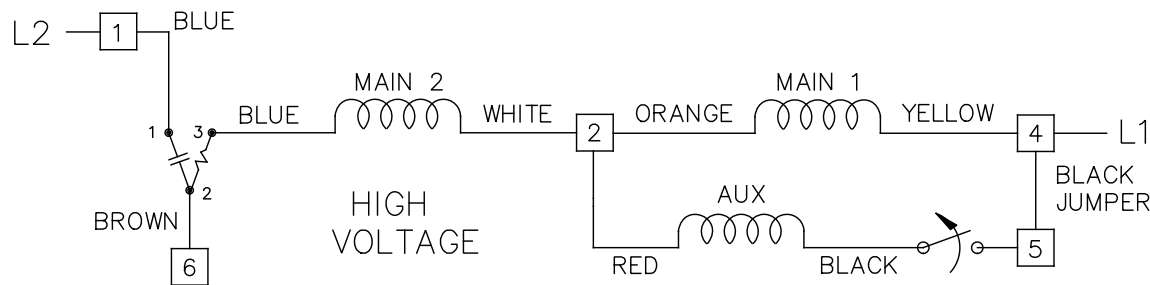 L2
1
BLUE
1
3
2
BLUE
MAIN 2
WHITE
2
ORANGE
MAIN 1
YELLOW
4
L1
BLACK
JUMPER
BROWN
6
HIGH
VOLTAGE
AUX
RED
BLACK
5